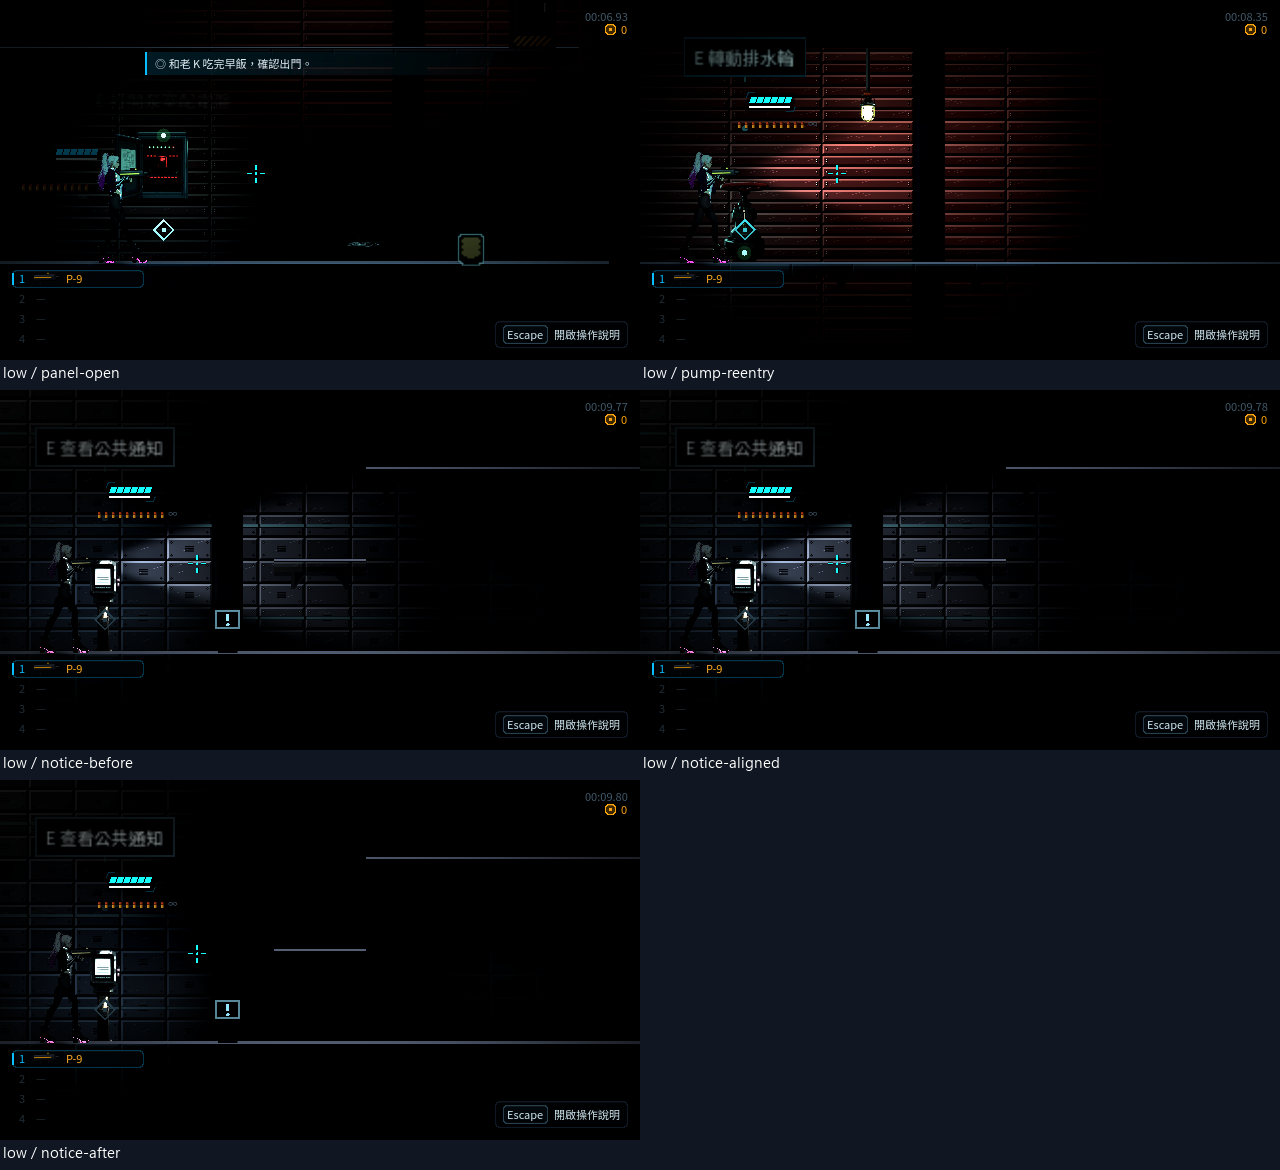 00:06.93
0
◎ 和老 K 吃完早飯，確認出門。
1 P-9
2 —
3 —
4 —
Escape 開啟操作說明
low / panel-open
00:08.35
0
E 轉動排水輪
∞
1 P-9
2 —
3 —
4 —
Escape 開啟操作說明
low / pump-reentry
00:09.77
0
E 查看公共通知
∞
!
1 P-9
2 —
3 —
4 —
Escape 開啟操作說明
low / notice-before
00:09.78
0
E 查看公共通知
∞
!
1 P-9
2 —
3 —
4 —
Escape 開啟操作說明
low / notice-aligned
00:09.80
0
E 查看公共通知
∞
!
1 P-9
2 —
3 —
4 —
Escape 開啟操作說明
low / notice-after